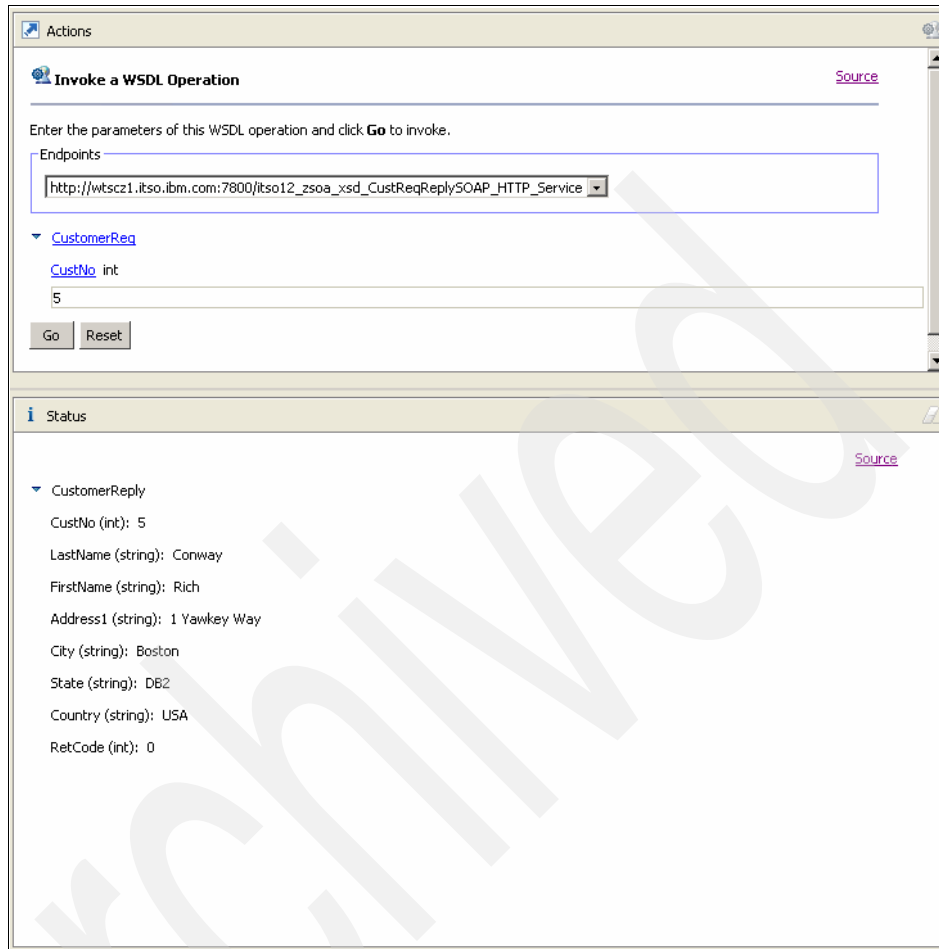 Actions
Invoke a WSDL Operation
Source
Enter the parameters of this WSDL operation and click Go to invoke.
Endpoints
http://wtscz1.itso.ibm.com:7800/itso12_zsoa_xsd_CustReqReplySOAP_HTTP_Service
CustomerReq
CustNo int
5
Go Reset
i Status
Source
CustomerReply
CustNo (int): 5
LastName (string): Conway
FirstName (string): Rich
Address1 (string): 1 Yawkey Way
City (string): Boston
State (string): DB2
Country (string): USA
RetCode (int): 0
rchived